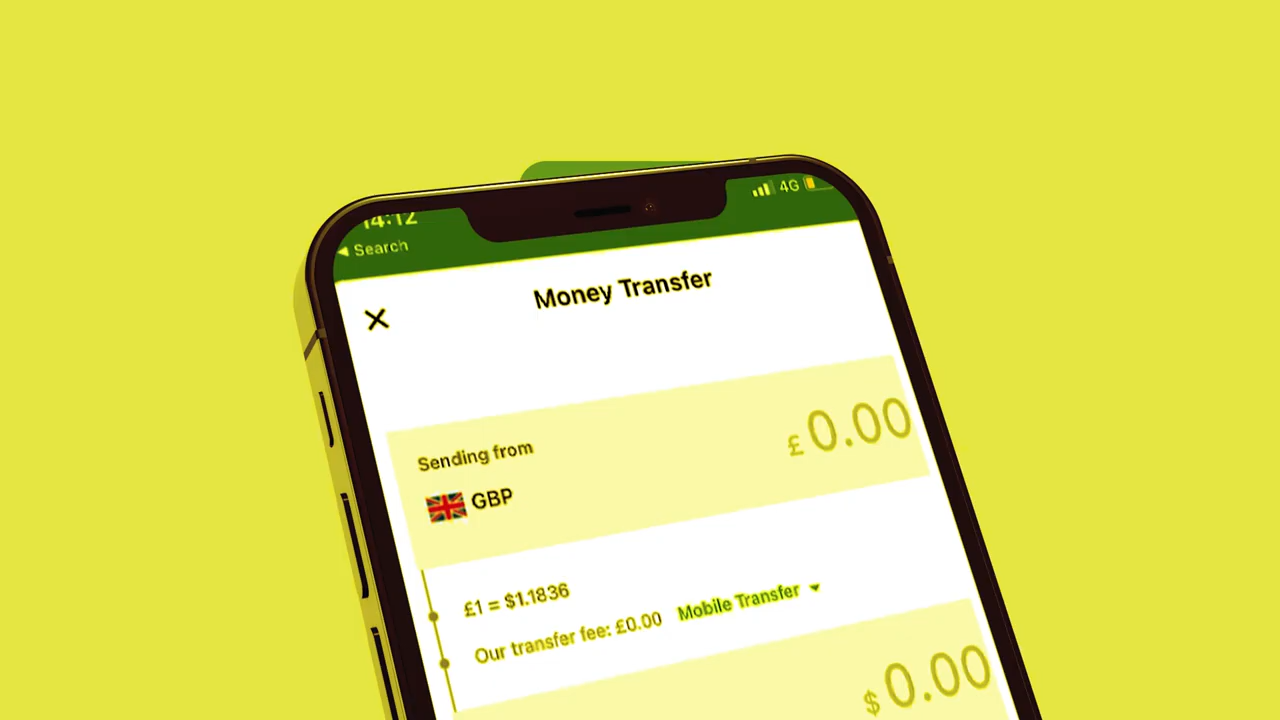 14:12
4G
◀ Search
Money Transfer
Sending from
£ 0.00
GBP
£1 = $1.1836
Our transfer fee: £0.00 Mobile Transfer
$ 0.00